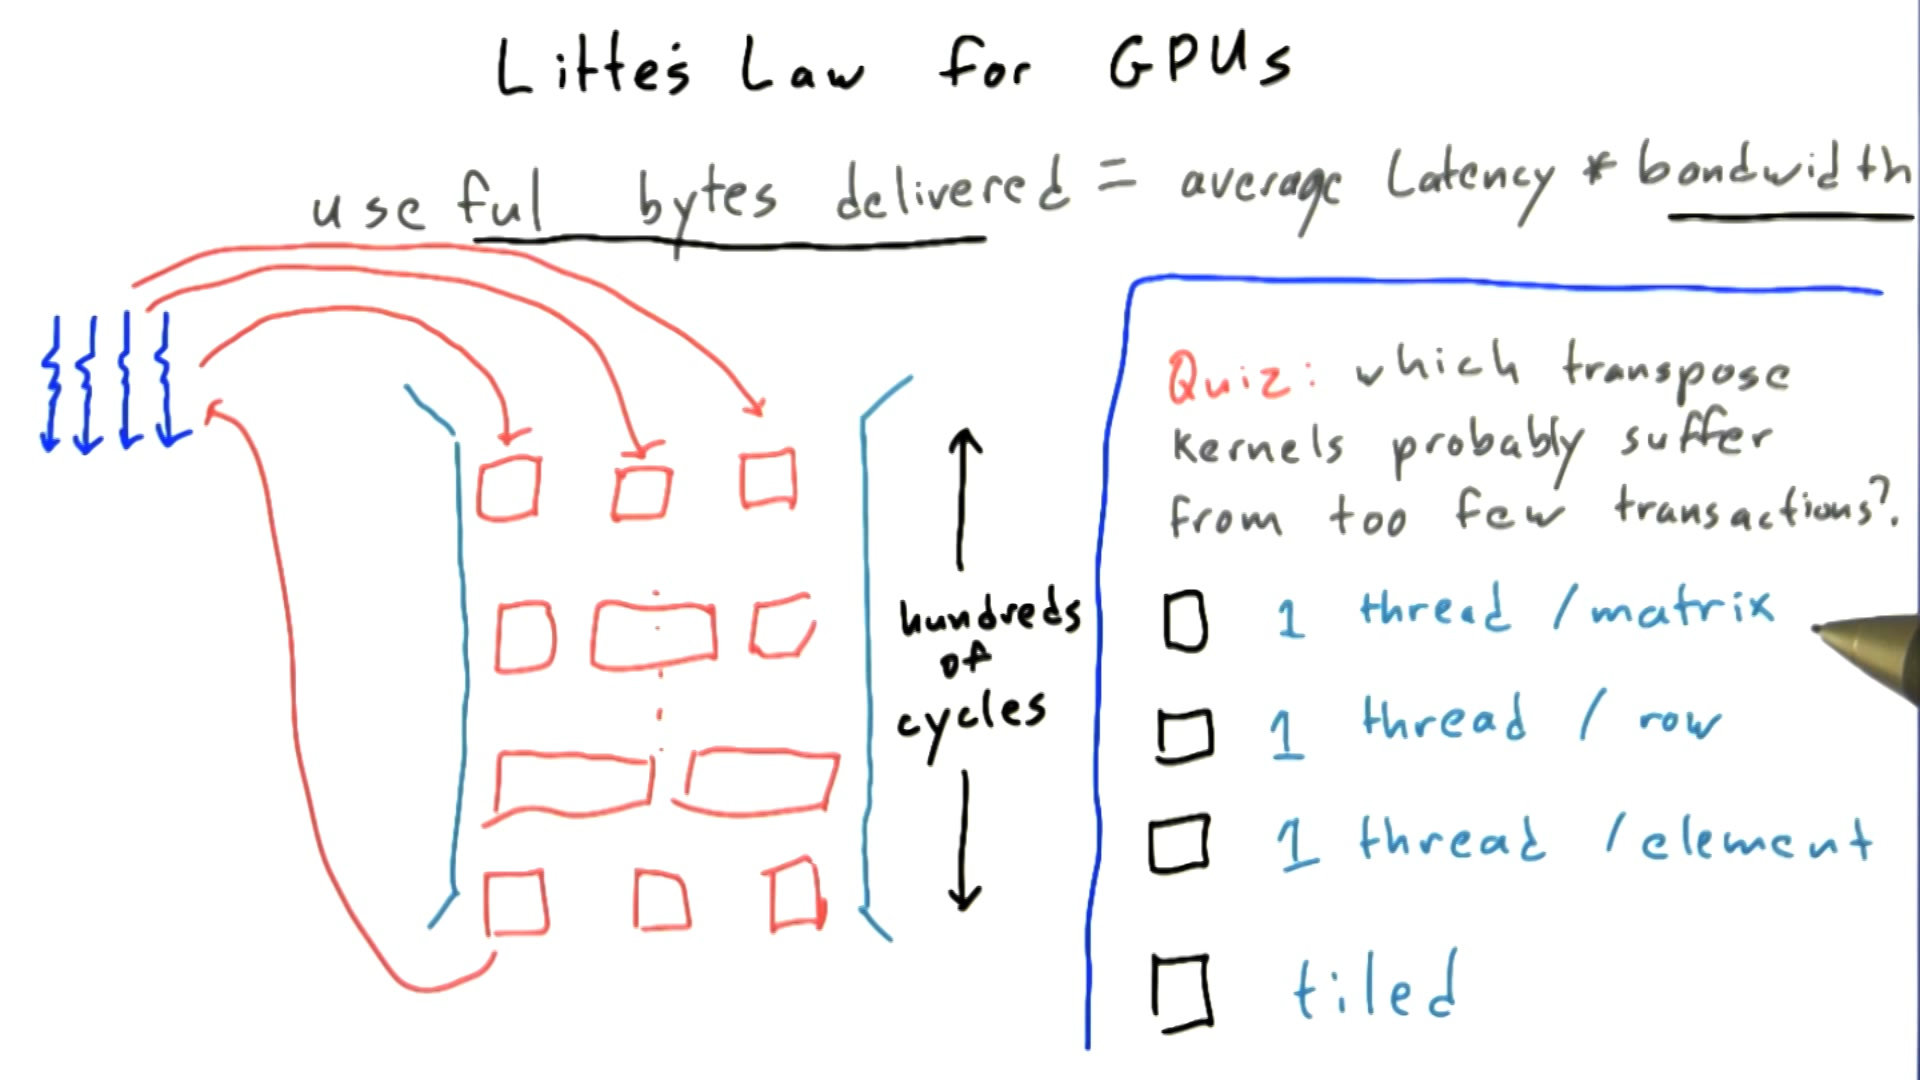 Litte's Law for GPUs
useful bytes delivered = average Latency * bandwidth
Quiz: which transpose
kernels probably suffer
from too few transactions?
hundreds
of
cycles
1 thread / matrix
1 thread / row
1 thread / element
tiled